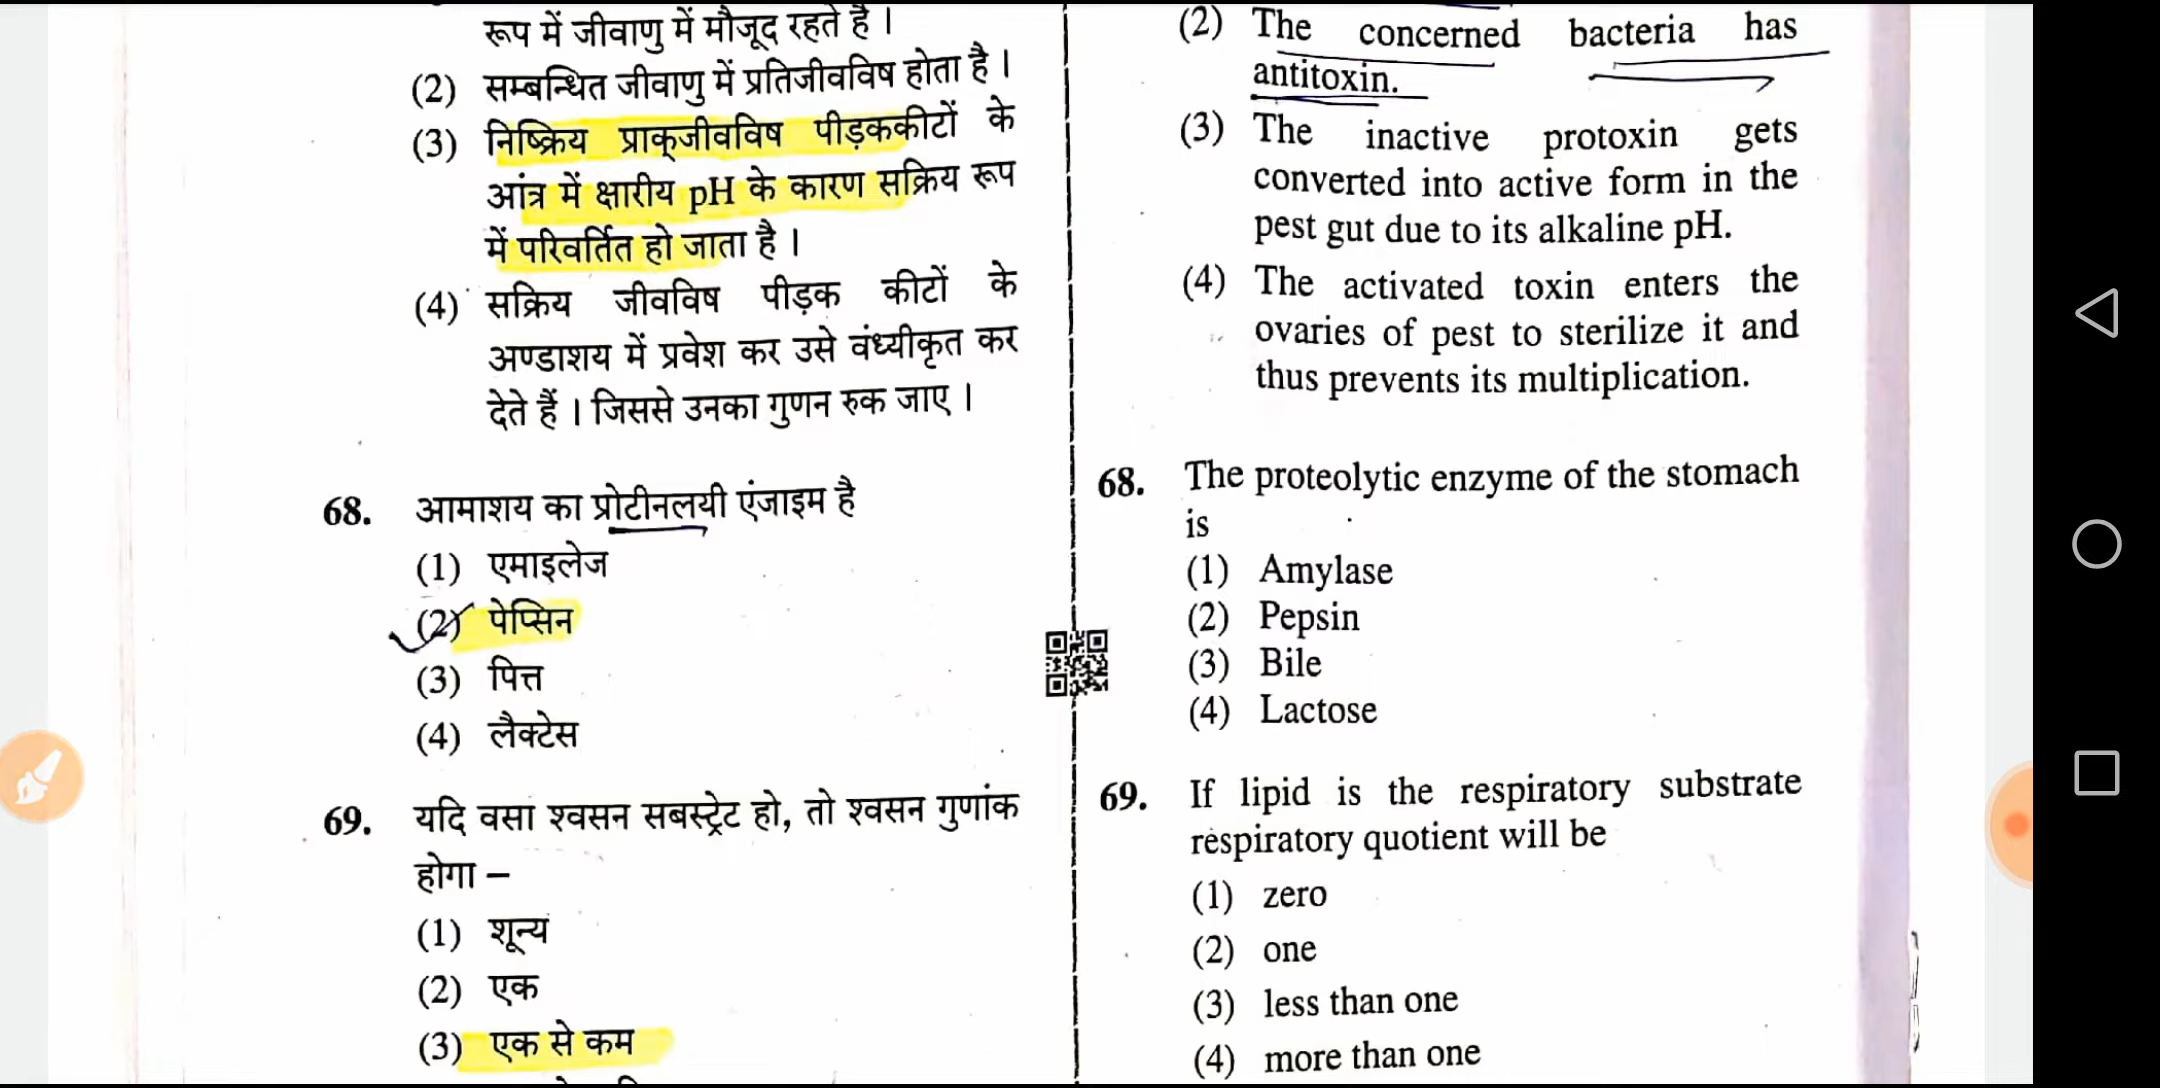 रूप में जीवाणु में मौजूद रहते है ।
(2) सम्बन्धित जीवाणु में प्रतिजीवविष होता है ।
(3) निष्क्रिय प्राक्जीवविष पीड़ककीटों के
आंत्र में क्षारीय pH के कारण सक्रिय रूप
में परिवर्तित हो जाता है ।
(4) सक्रिय जीवविष पीड़क कीटों के
अण्डाशय में प्रवेश कर उसे वंध्यीकृत कर
देते हैं । जिससे उनका गुणन रुक जाए ।
68. आमाशय का प्रोटीनलयी एंजाइम है
(1) एमाइलेज
(2) पेप्सिन
(3) पित्त
(4) लैक्टेस
69. यदि वसा श्वसन सबस्ट्रेट हो, तो श्वसन गुणांक
होगा –
(1) शून्य
(2) एक
(3) एक से कम
(2) The concerned bacteria has
antitoxin.
(3) The inactive protoxin gets
converted into active form in the
pest gut due to its alkaline pH.
(4) The activated toxin enters the
ovaries of pest to sterilize it and
thus prevents its multiplication.
68. The proteolytic enzyme of the stomach
is
(1) Amylase
(2) Pepsin
(3) Bile
(4) Lactose
69. If lipid is the respiratory substrate
respiratory quotient will be
(1) zero
(2) one
(3) less than one
(4) more than one